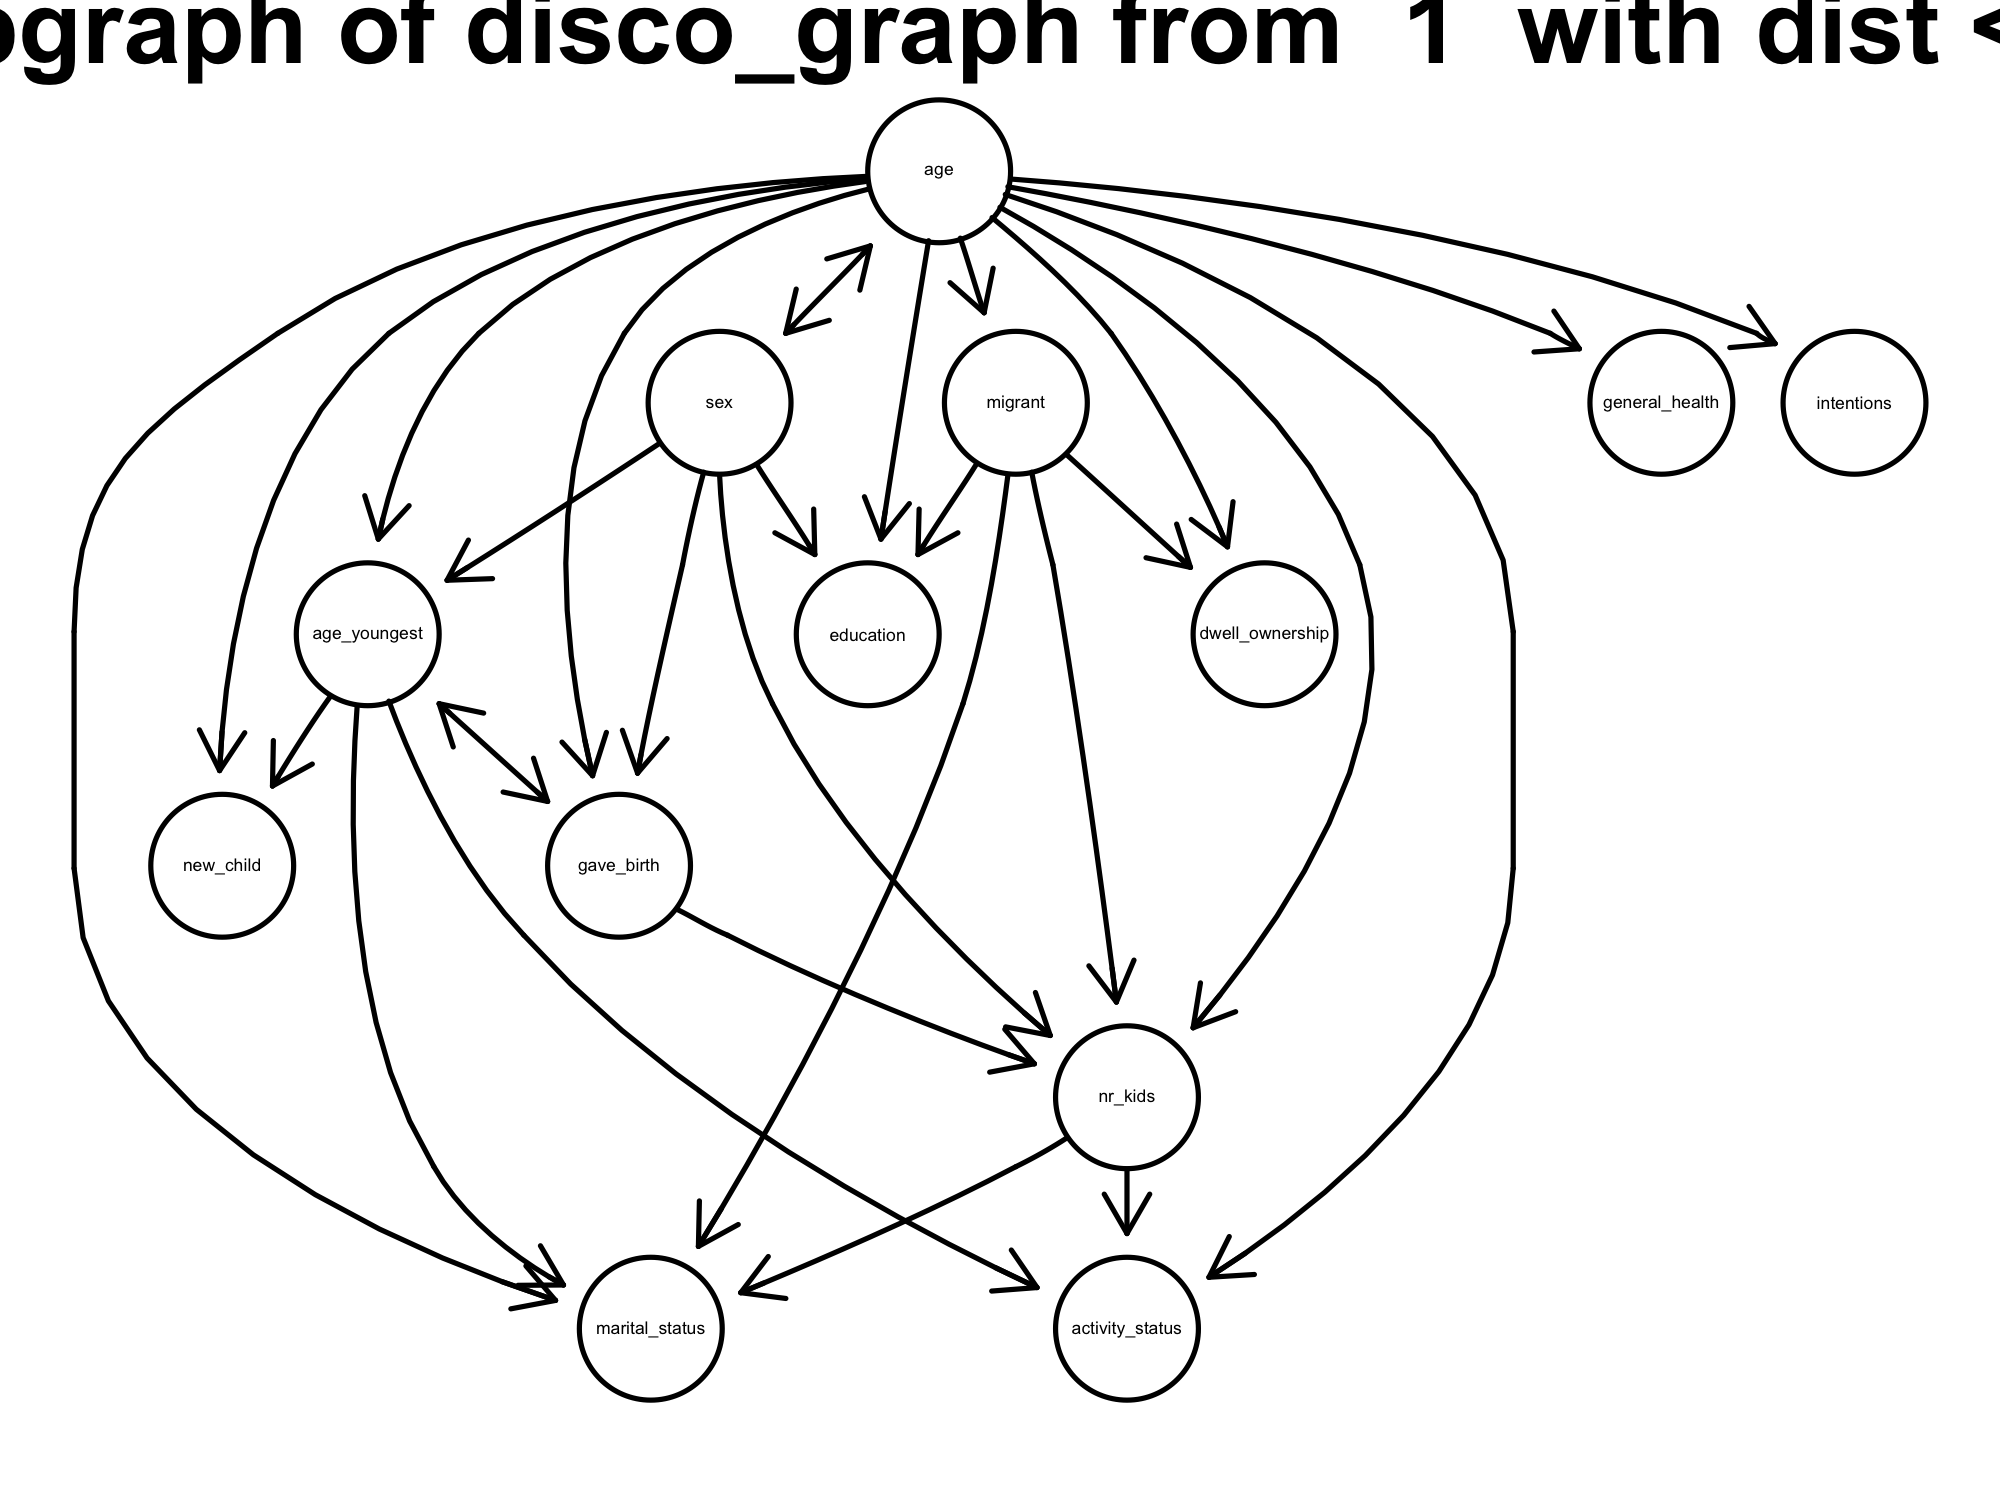 graph of disco_graph from 1 with dist <
age
sex
migrant
general_health
intentions
age_youngest
education
dwell_ownership
new_child
gave_birth
nr_kids
marital_status
activity_status